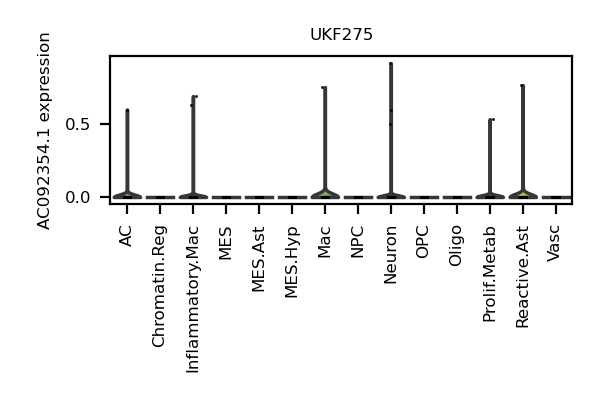 UKF275
AC092354.1 expression
0.5
0.0
AC
Chromatin.Reg
Inflammatory.Mac
MES
MES.Ast
MES.Hyp
Mac
NPC
Neuron
OPC
Oligo
Prolif.Metab
Reactive.Ast
Vasc